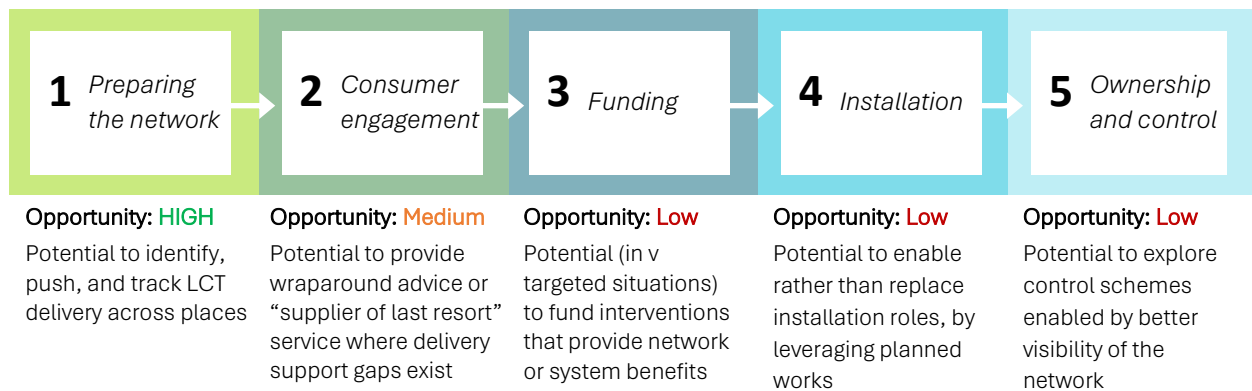 1 Preparing
the network
2 Consumer
engagement
3 Funding
4 Installation
5 Ownership
and control
Opportunity: HIGH
Potential to identify,
push, and track LCT
delivery across places
Opportunity: Medium
Potential to provide
wraparound advice or
“supplier of last resort”
service where delivery
support gaps exist
Opportunity: Low
Potential (in v
targeted situations)
to fund interventions
that provide network
or system benefits
Opportunity: Low
Potential to enable
rather than replace
installation roles, by
leveraging planned
works
Opportunity: Low
Potential to explore
control schemes
enabled by better
visibility of the
network